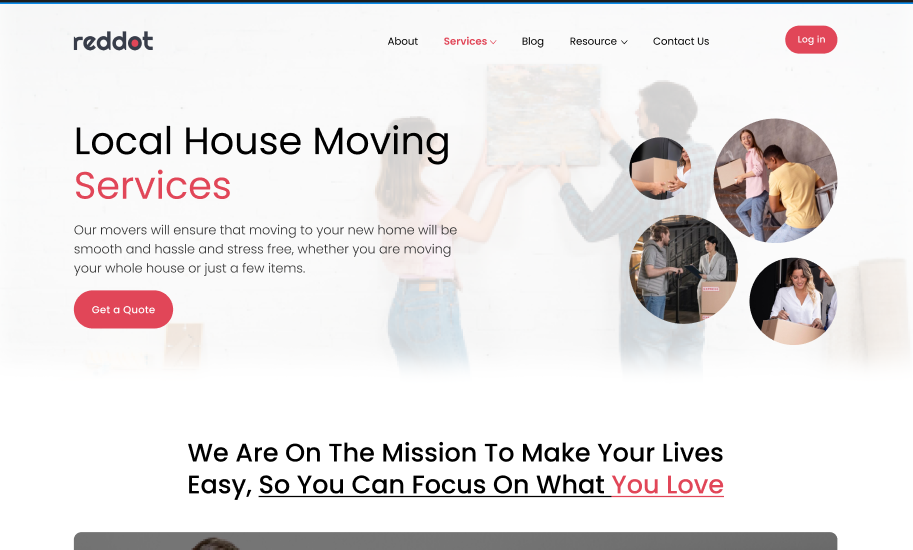 reddot
About
Services
Blog
Resource
Contact Us
Log in
Local House Moving
Services
Our movers will ensure that moving to your new home will be
smooth and hassle and stress free, whether you are moving
your whole house or just a few items.
Get a Quote
We Are On The Mission To Make Your Lives
Easy, So You Can Focus On What You Love